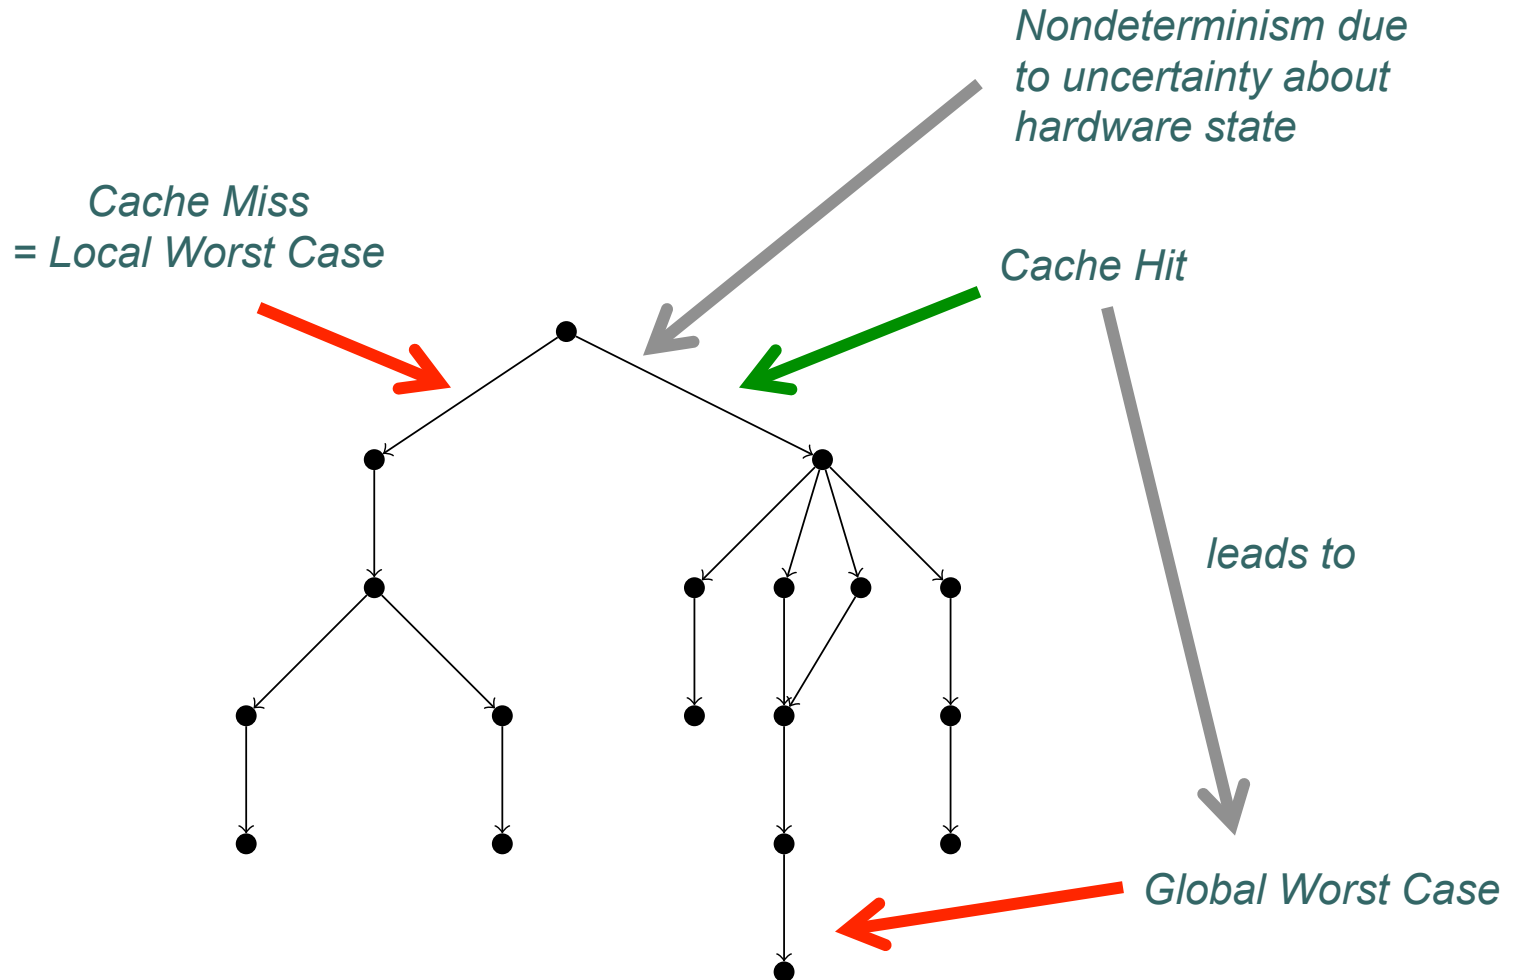 Nondeterminism due
to uncertainty about
hardware state
Cache Miss
= Local Worst Case
Cache Hit
leads to
Global Worst Case